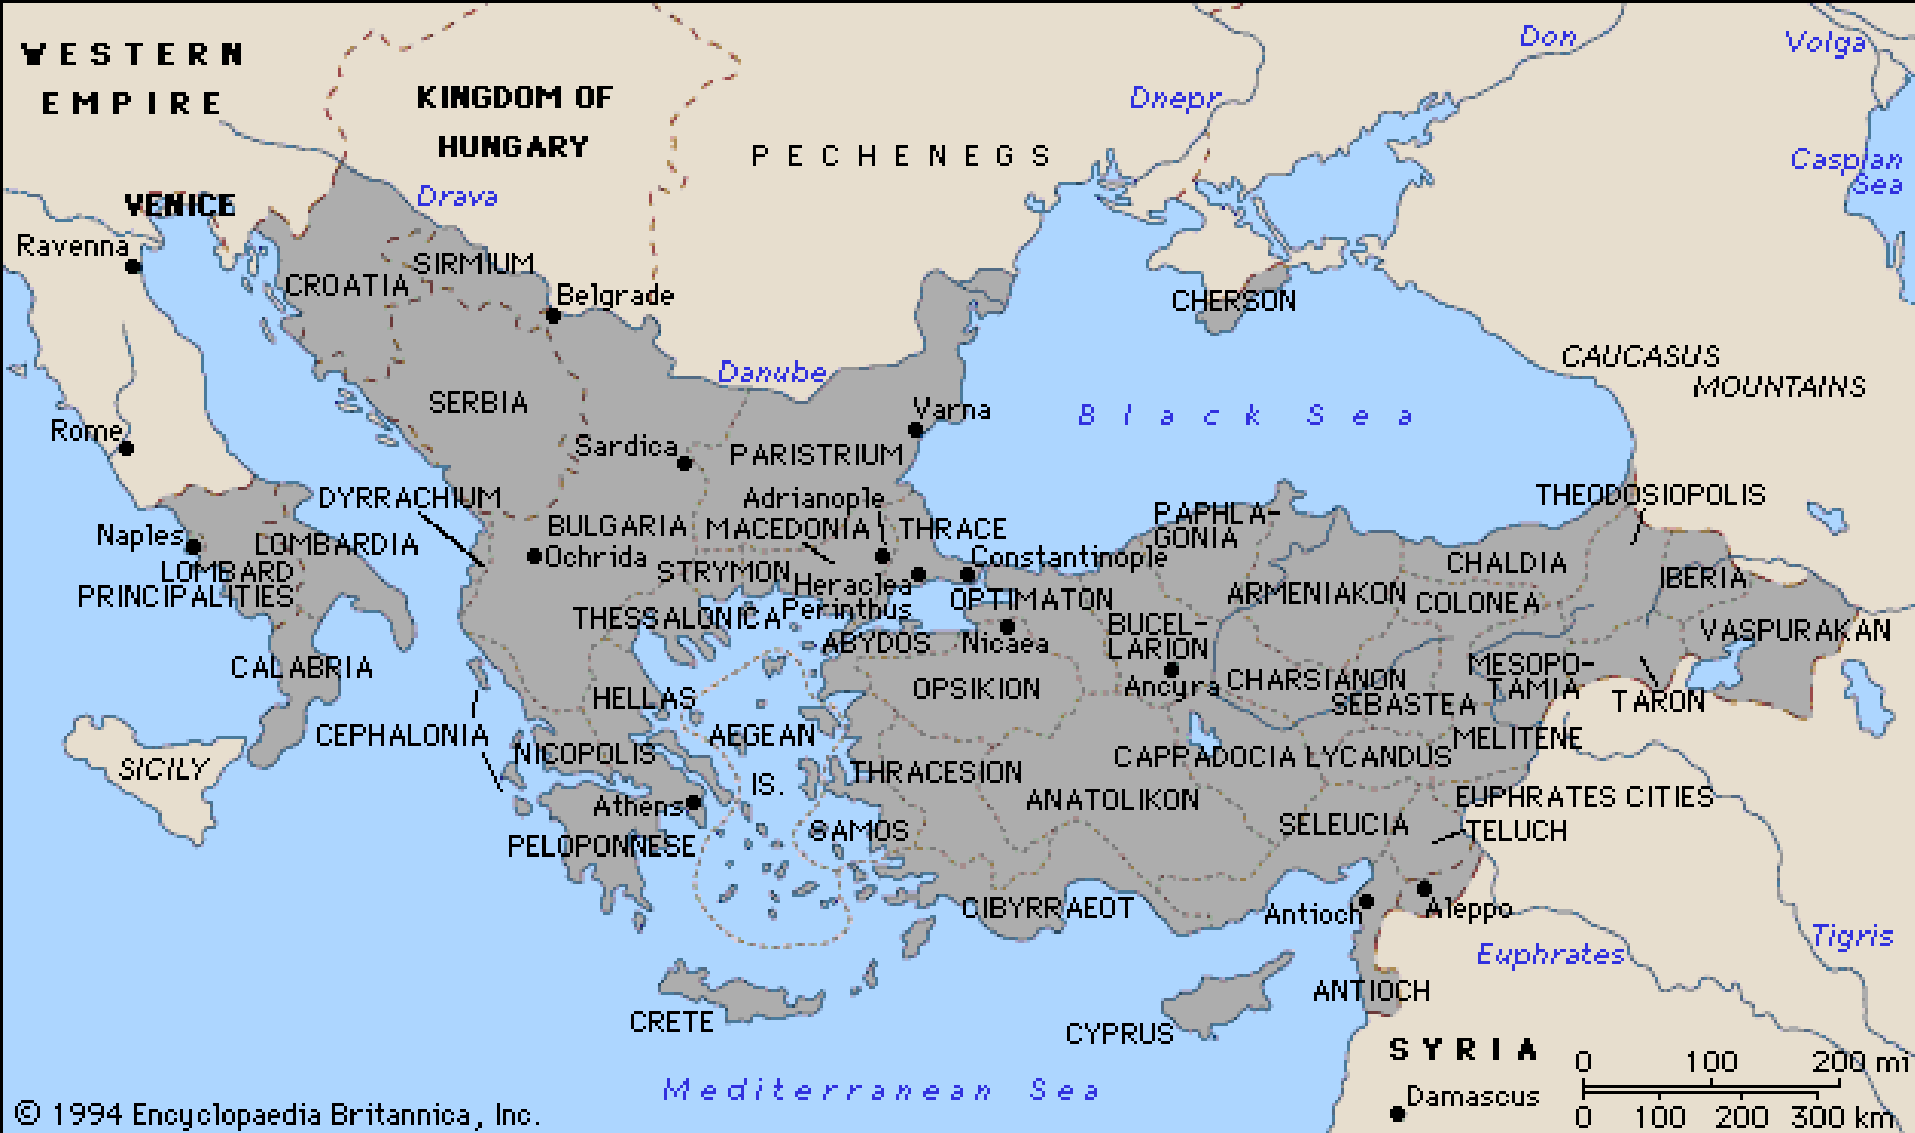 WESTERN
EMPIRE
KINGDOM OF
HUNGARY
PECHENEGS
Dnepr
Don
Volga
Caspian
Sea
VENICE
Ravenna
Drava
CROATIA
SIRMIUM
Belgrade
CHERSON
CAUCASUS
MOUNTAINS
Danube
SERBIA
Varna
Black Sea
Rome
Sardica
PARISTRIUM
DYRRACHIUM
Adrianople
THEODOSIOPOLIS
PAPHLA-
GONIA
Naples
LOMBARDIA
BULGARIA
MACEDONIA
THRACE
Ochrida
Constantinople
CHALDIA
LOMBARD
PRINCIPALITIES
STRYMON
Heraclea
Perinthus
OPTIMATON
ARMENIAKON
COLONEA
IBERIA
THESSALONICA
ABYDOS
Nicaea
BUCEL-
LARION
VASPURAKAN
CALABRIA
HELLAS
OPSIKION
Ancyra
CHARSIANON
SEBASTEA
MESOPO-
TAMIA
TARON
CEPHALONIA
NICOPOLIS
AEGEAN
IS.
CAPPADOCIA
LYCANDUS
MELITENE
SICILY
THRACESION
ANATOLIKON
EUPHRATES CITIES
Athens
SAMOS
SELEUCIA
TELUCH
PELOPONNESE
CIBYRRAEOT
Antioch
Aleppo
Euphrates
Tigris
ANTIOCH
CRETE
CYPRUS
SYRIA
Damascus
Mediterranean Sea
0 100 200 mi
0 100 200 300 km
© 1994 Encyclopaedia Britannica, Inc.